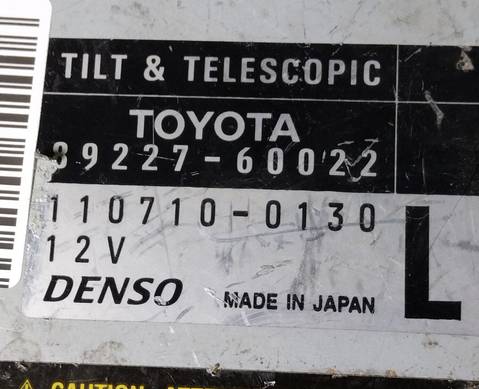 TILT & TELESCOPIC
TOYOTA
89227-60022
110710-0130
12V
L
DENSO MADE IN JAPAN
CAUTION